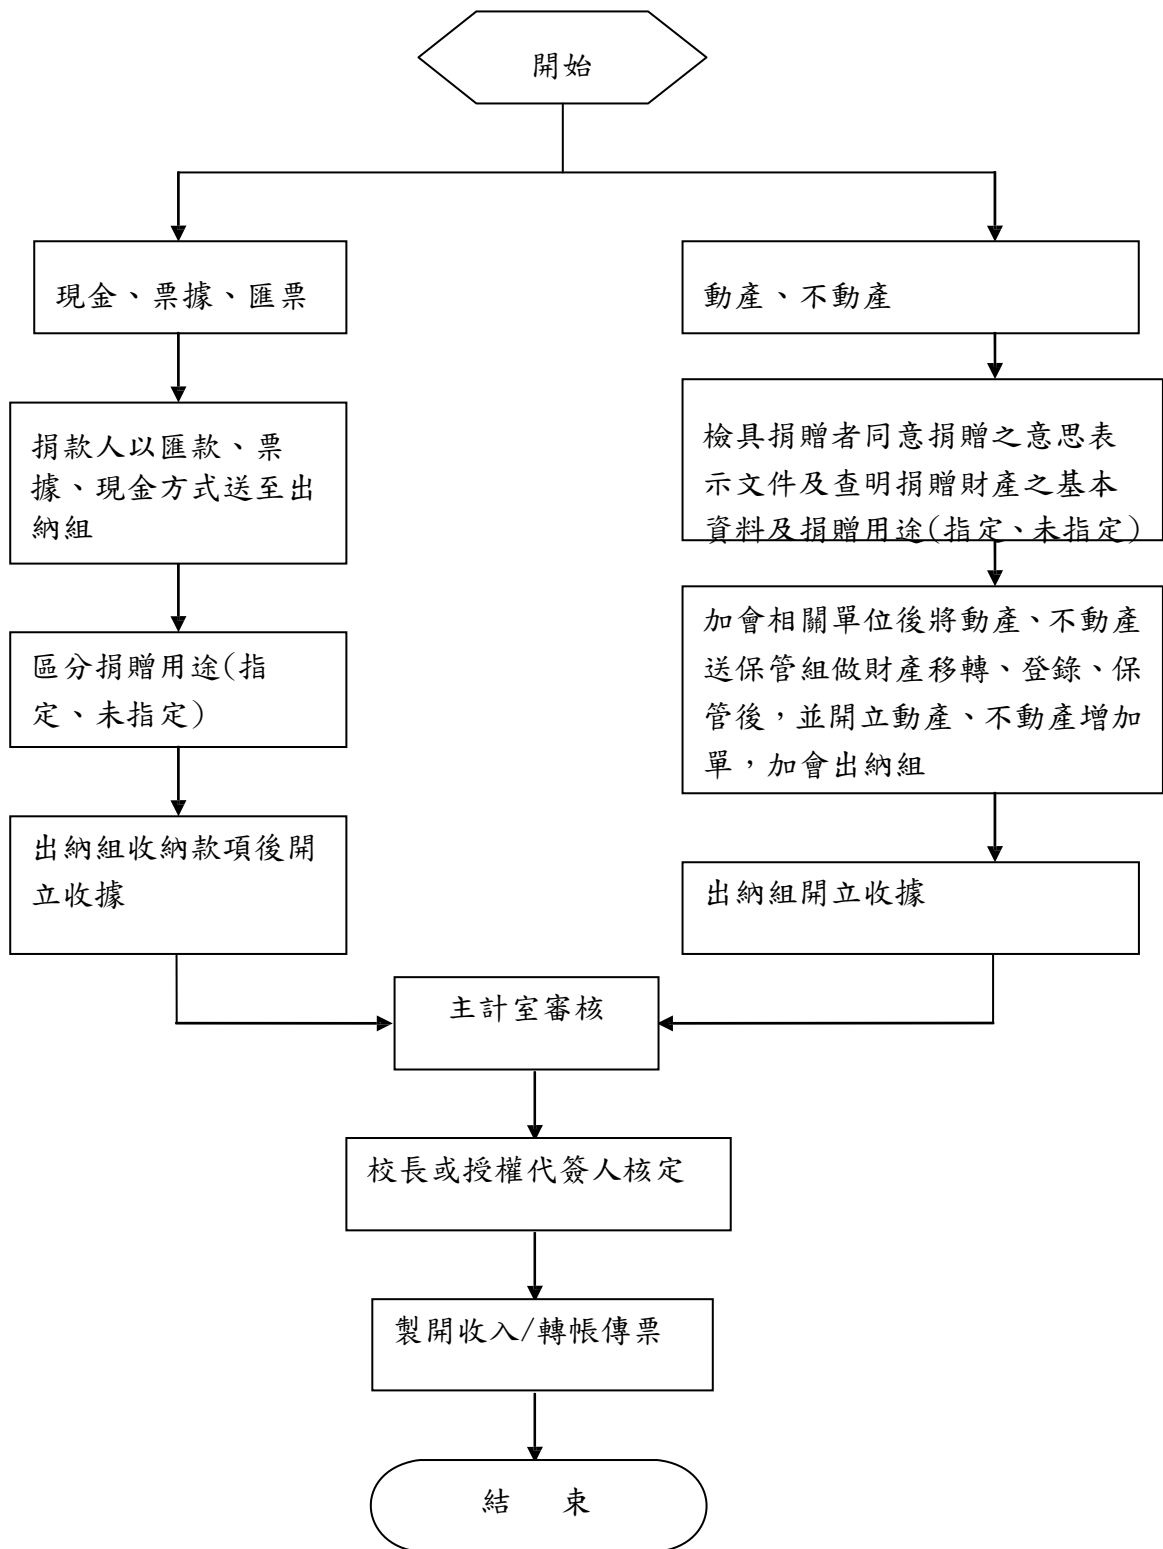 開始
現金、票據、匯票
捐款人以匯款、票
據、現金方式送至出
納組
區分捐贈用途(指
定、未指定)
出納組收納款項後開
立收據
動產、不動產
檢具捐贈者同意捐贈之意思表
示文件及查明捐贈財產之基本
資料及捐贈用途(指定、未指定)
加會相關單位後將動產、不動產
送保管組做財產移轉、登錄、保
管後，並開立動產、不動產增加
單，加會出納組
出納組開立收據
主計室審核
校長或授權代簽人核定
製開收入/轉帳傳票
結　束